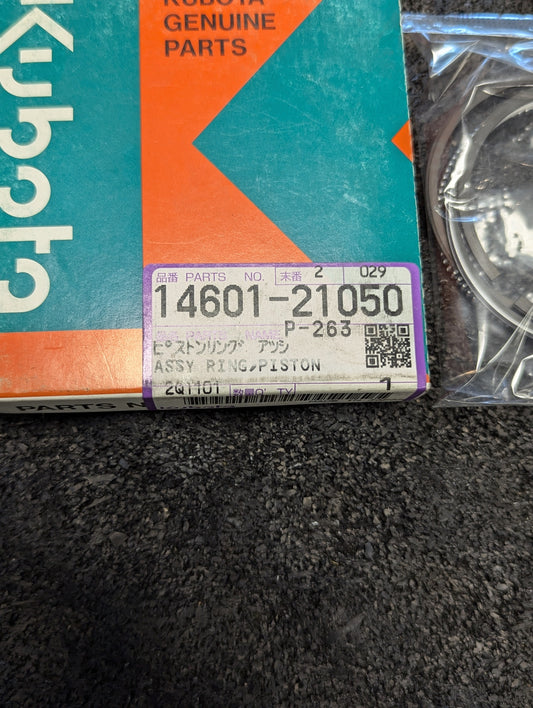 Kubota
KUBOTA
GENUINE
PARTS
品番 PARTS NO. 末番 2 029
14601-21050
P-263
ピストンリング アッシ
ASSY RING,PISTON
2Q1101 1
PARTS N